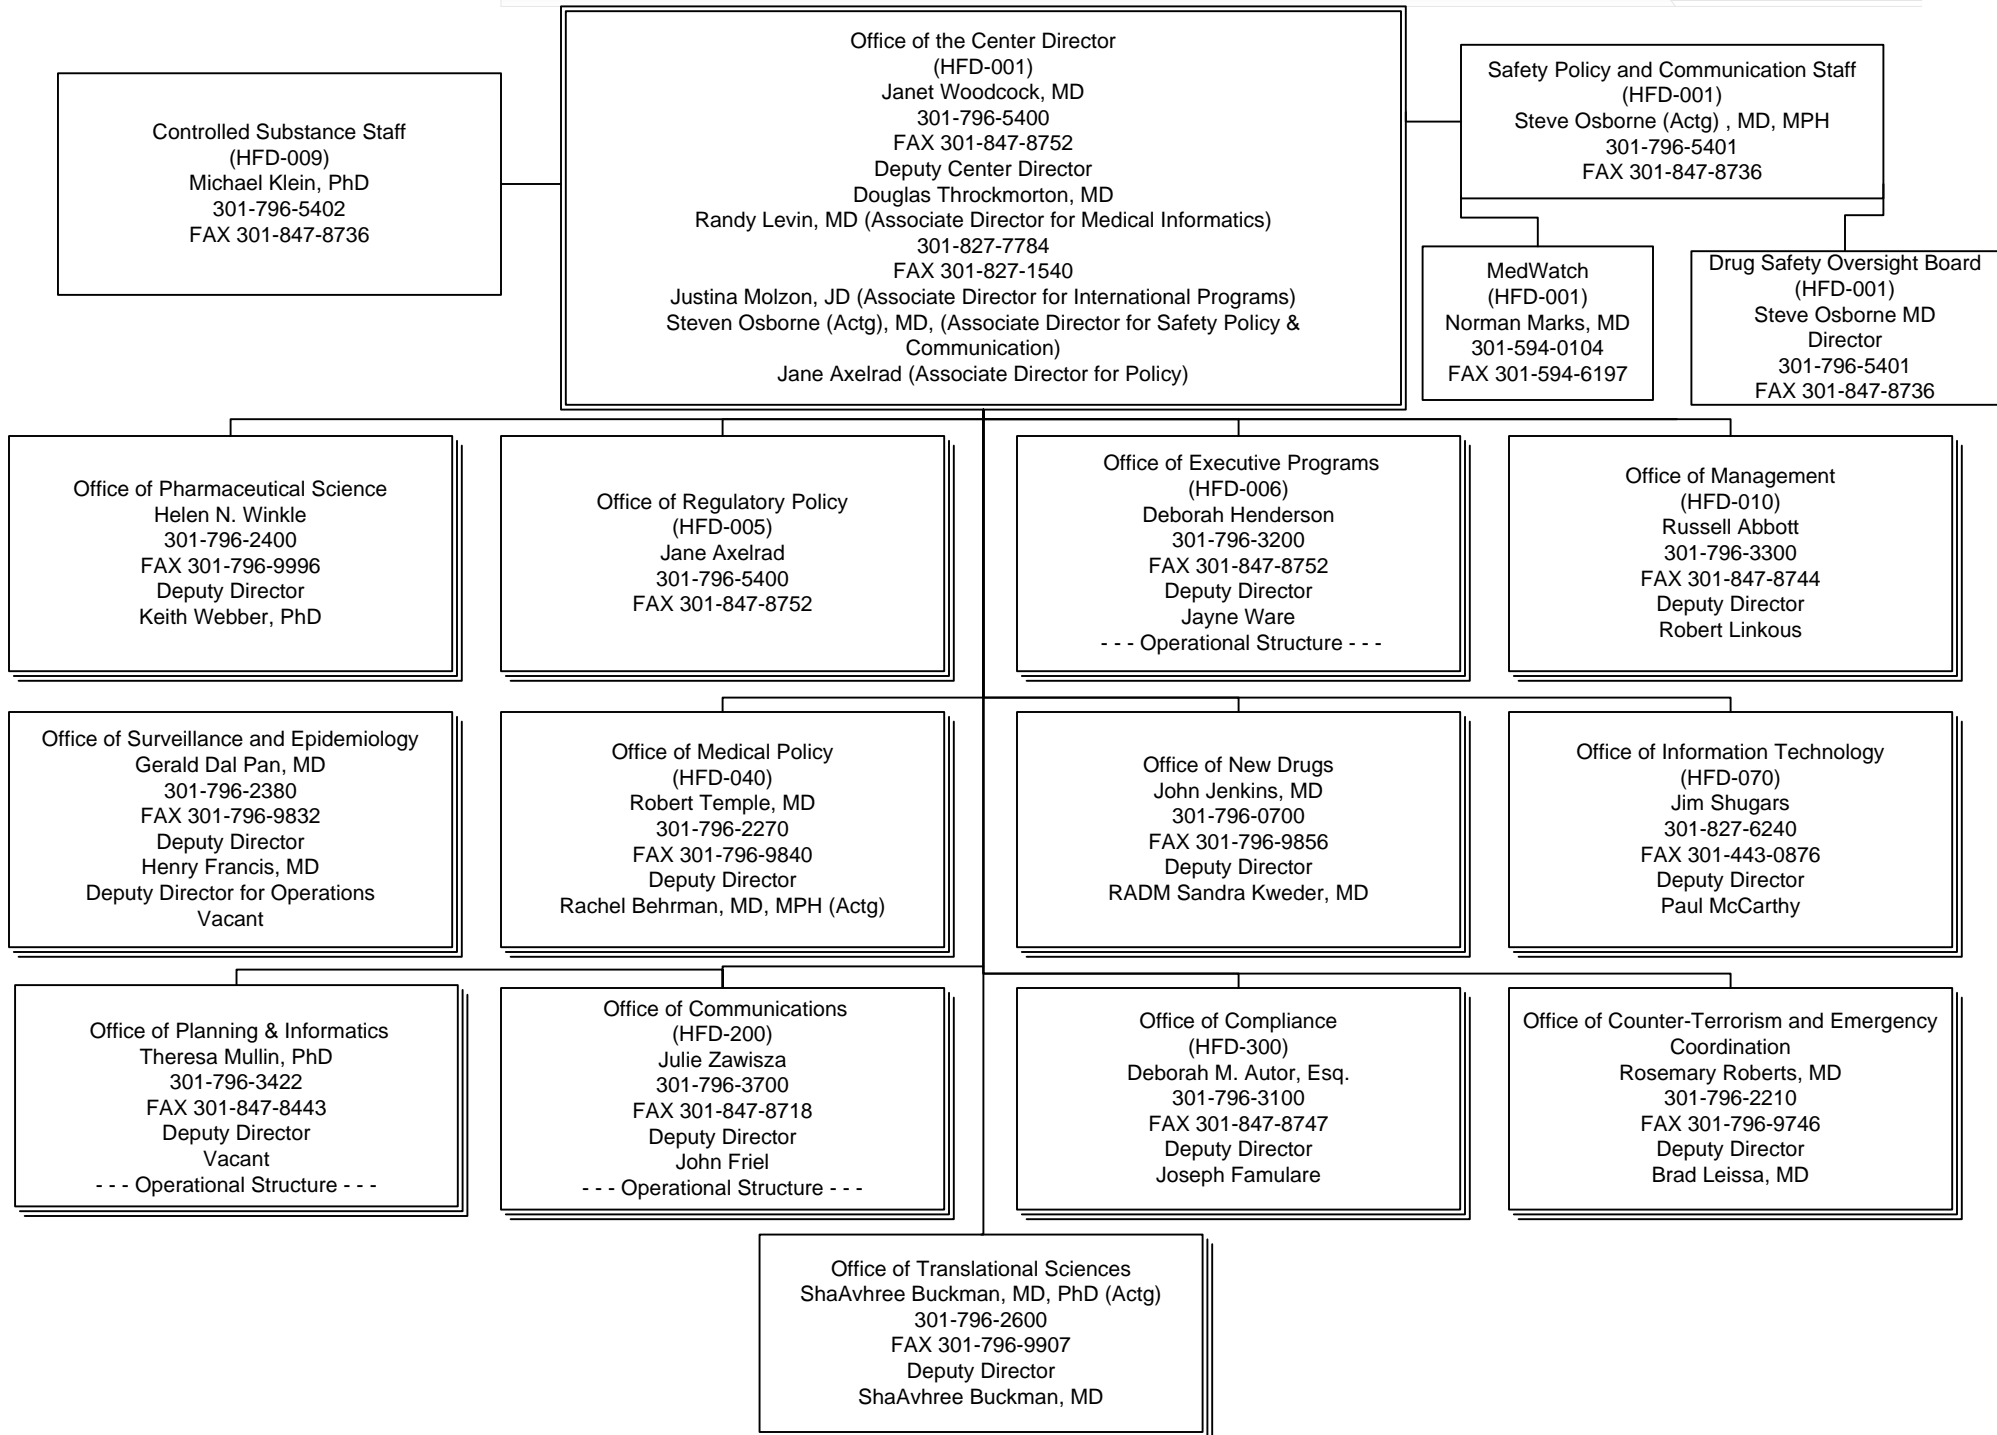 Office of the Center Director
(HFD-001)
Janet Woodcock, MD
301-796-5400
FAX 301-847-8752
Deputy Center Director
Douglas Throckmorton, MD
Randy Levin, MD (Associate Director for Medical Informatics)
301-827-7784
FAX 301-827-1540
Justina Molzon, JD (Associate Director for International Programs)
Steven Osborne (Actg), MD, (Associate Director for Safety Policy &
Communication)
Jane Axelrad (Associate Director for Policy)
Controlled Substance Staff
(HFD-009)
Michael Klein, PhD
301-796-5402
FAX 301-847-8736
Safety Policy and Communication Staff
(HFD-001)
Steve Osborne (Actg) , MD, MPH
301-796-5401
FAX 301-847-8736
MedWatch
(HFD-001)
Norman Marks, MD
301-594-0104
FAX 301-594-6197
Drug Safety Oversight Board
(HFD-001)
Steve Osborne MD
Director
301-796-5401
FAX 301-847-8736
Office of Pharmaceutical Science
Helen N. Winkle
301-796-2400
FAX 301-796-9996
Deputy Director
Keith Webber, PhD
Office of Regulatory Policy
(HFD-005)
Jane Axelrad
301-796-5400
FAX 301-847-8752
Office of Executive Programs
(HFD-006)
Deborah Henderson
301-796-3200
FAX 301-847-8752
Deputy Director
Jayne Ware
- - - Operational Structure - - -
Office of Management
(HFD-010)
Russell Abbott
301-796-3300
FAX 301-847-8744
Deputy Director
Robert Linkous
Office of Surveillance and Epidemiology
Gerald Dal Pan, MD
301-796-2380
FAX 301-796-9832
Deputy Director
Henry Francis, MD
Deputy Director for Operations
Vacant
Office of Medical Policy
(HFD-040)
Robert Temple, MD
301-796-2270
FAX 301-796-9840
Deputy Director
Rachel Behrman, MD, MPH (Actg)
Office of New Drugs
John Jenkins, MD
301-796-0700
FAX 301-796-9856
Deputy Director
RADM Sandra Kweder, MD
Office of Information Technology
(HFD-070)
Jim Shugars
301-827-6240
FAX 301-443-0876
Deputy Director
Paul McCarthy
Office of Planning & Informatics
Theresa Mullin, PhD
301-796-3422
FAX 301-847-8443
Deputy Director
Vacant
- - - Operational Structure - - -
Office of Communications
(HFD-200)
Julie Zawisza
301-796-3700
FAX 301-847-8718
Deputy Director
John Friel
- - - Operational Structure - - -
Office of Compliance
(HFD-300)
Deborah M. Autor, Esq.
301-796-3100
FAX 301-847-8747
Deputy Director
Joseph Famulare
Office of Counter-Terrorism and Emergency
Coordination
Rosemary Roberts, MD
301-796-2210
FAX 301-796-9746
Deputy Director
Brad Leissa, MD
Office of Translational Sciences
ShaAvhree Buckman, MD, PhD (Actg)
301-796-2600
FAX 301-796-9907
Deputy Director
ShaAvhree Buckman, MD